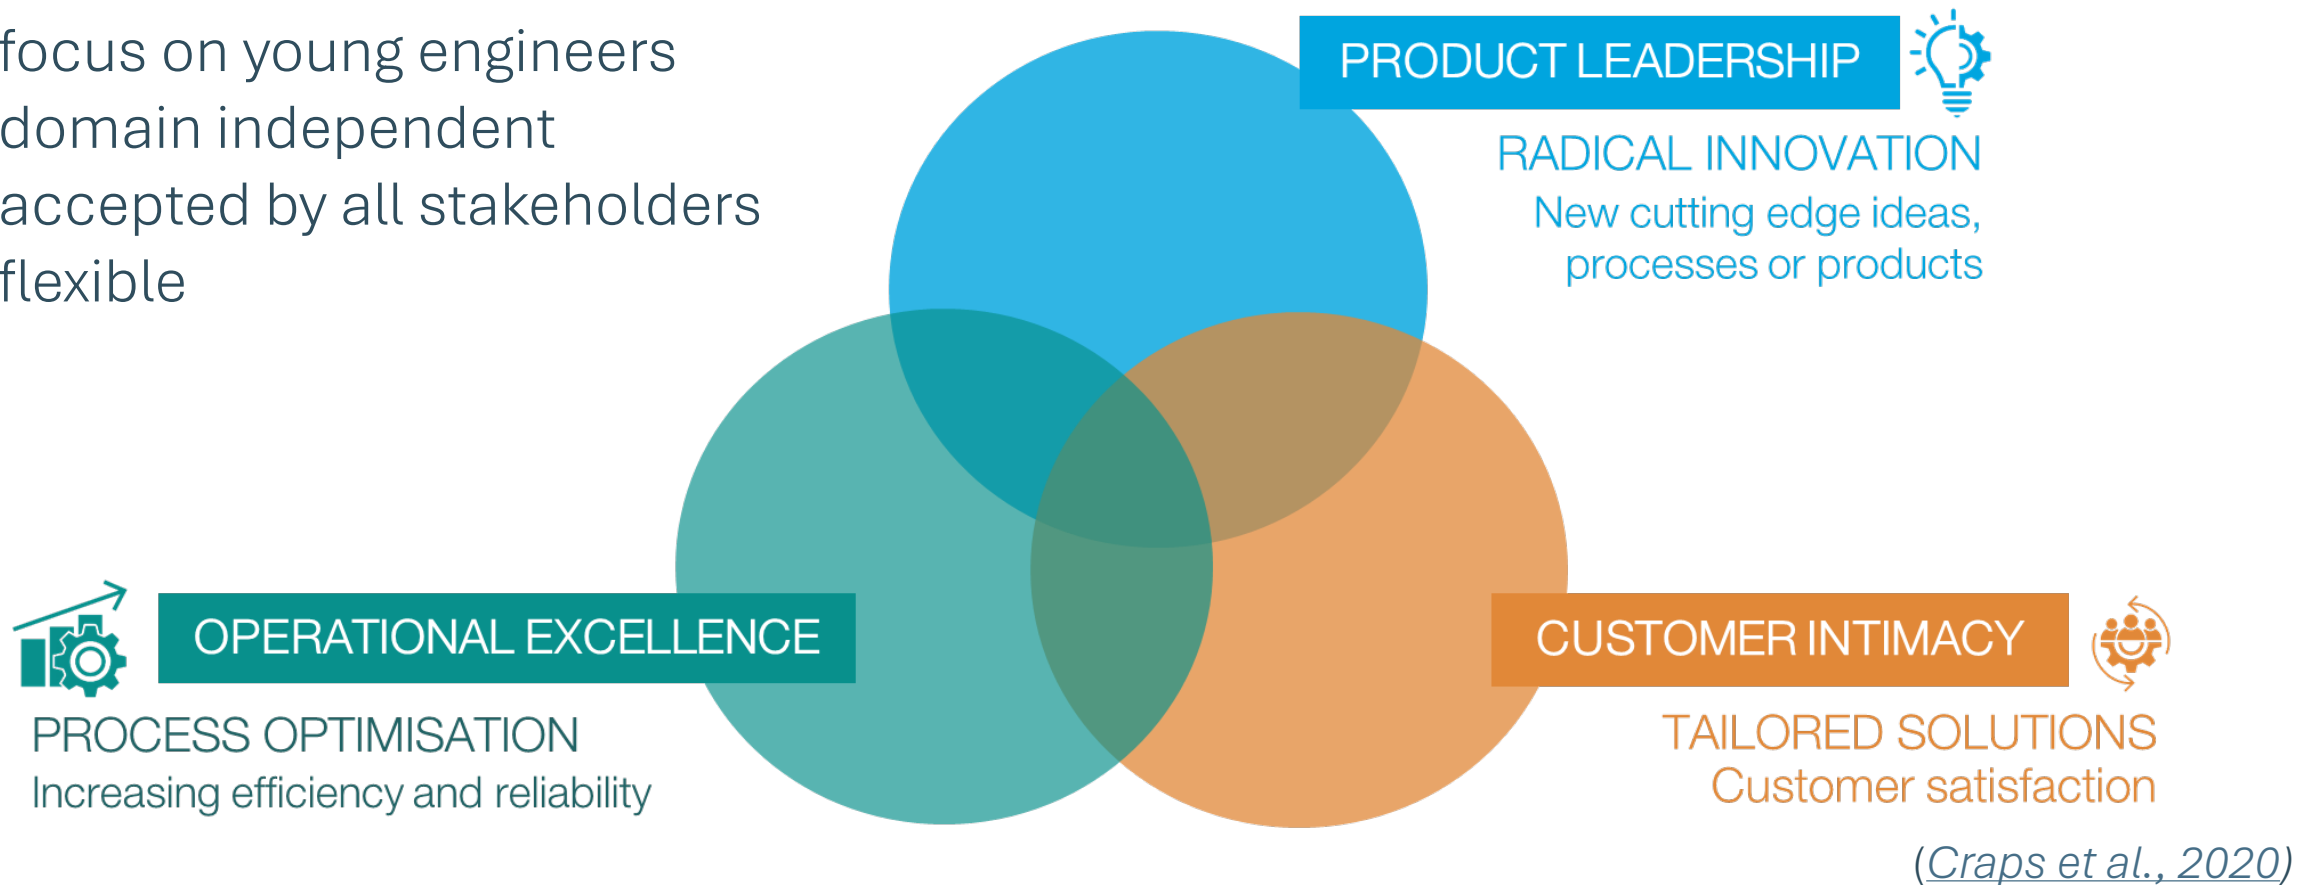 focus on young engineers
domain independent
accepted by all stakeholders
flexible
PRODUCT LEADERSHIP
RADICAL INNOVATION
New cutting edge ideas,
processes or products
OPERATIONAL EXCELLENCE
PROCESS OPTIMISATION
Increasing efficiency and reliability
CUSTOMER INTIMACY
TAILORED SOLUTIONS
Customer satisfaction
(Craps et al., 2020)